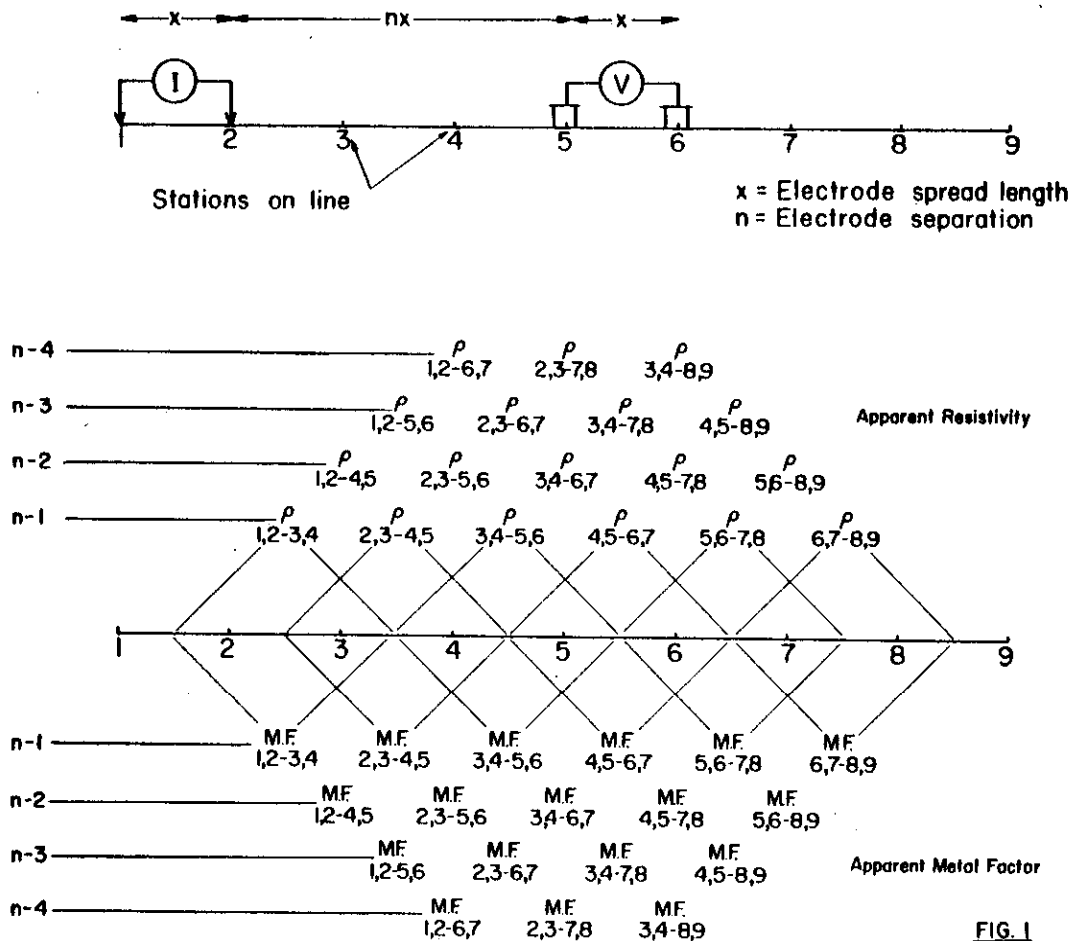 x nx x
I V
1 2 3 4 5 6 7 8 9
Stations on line
x = Electrode spread length
n = Electrode separation
n-4 ρ ρ ρ
1,2-6,7 2,3-7,8 3,4-8,9
n-3 ρ ρ ρ ρ Apparent Resistivity
1,2-5,6 2,3-6,7 3,4-7,8 4,5-8,9
n-2 ρ ρ ρ ρ ρ
1,2-4,5 2,3-5,6 3,4-6,7 4,5-7,8 5,6-8,9
n-1 ρ ρ ρ ρ ρ ρ
1,2-3,4 2,3-4,5 3,4-5,6 4,5-6,7 5,6-7,8 6,7-8,9
1 2 3 4 5 6 7 8 9
n-1 M.F. M.F. M.F. M.F. M.F. M.F.
1,2-3,4 2,3-4,5 3,4-5,6 4,5-6,7 5,6-7,8 6,7-8,9
n-2 M.F. M.F. M.F. M.F. M.F.
1,2-4,5 2,3-5,6 3,4-6,7 4,5-7,8 5,6-8,9
n-3 M.F. M.F. M.F. M.F. Apparent Metal Factor
1,2-5,6 2,3-6,7 3,4-7,8 4,5-8,9
n-4 M.F. M.F. M.F.
1,2-6,7 2,3-7,8 3,4-8,9
FIG. 1